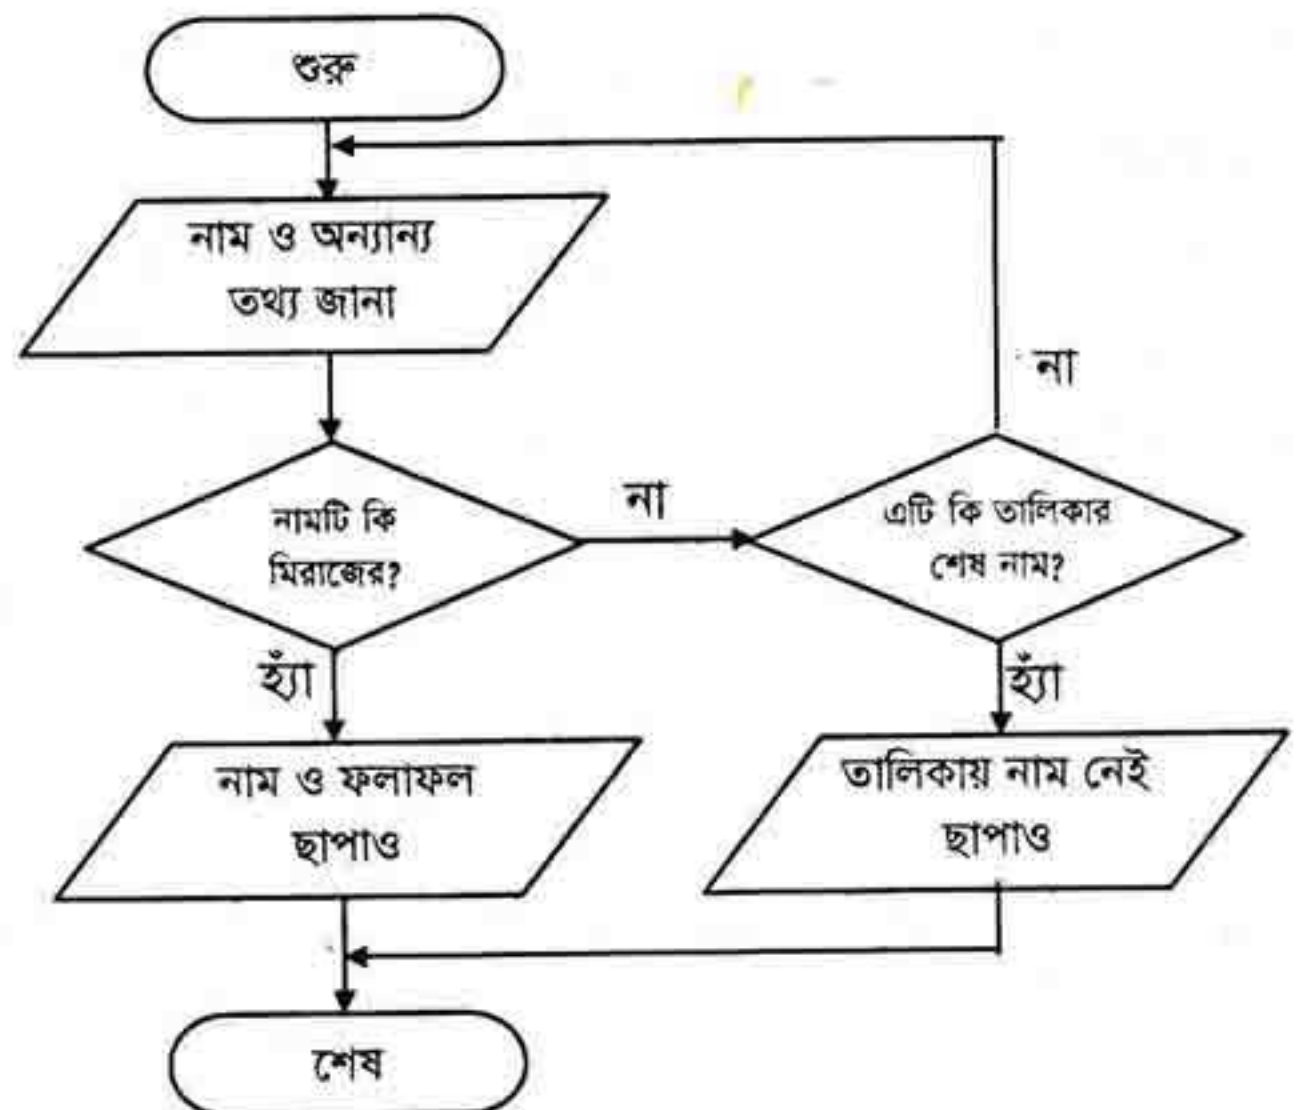 শুরু
নাম ও অন্যান্য
তথ্য জানা
না
নামটি কি
মিরাজের?
না
এটি কি তালিকার
শেষ নাম?
হ্যাঁ
হ্যাঁ
নাম ও ফলাফল
ছাপাও
তালিকায় নাম নেই
ছাপাও
শেষ